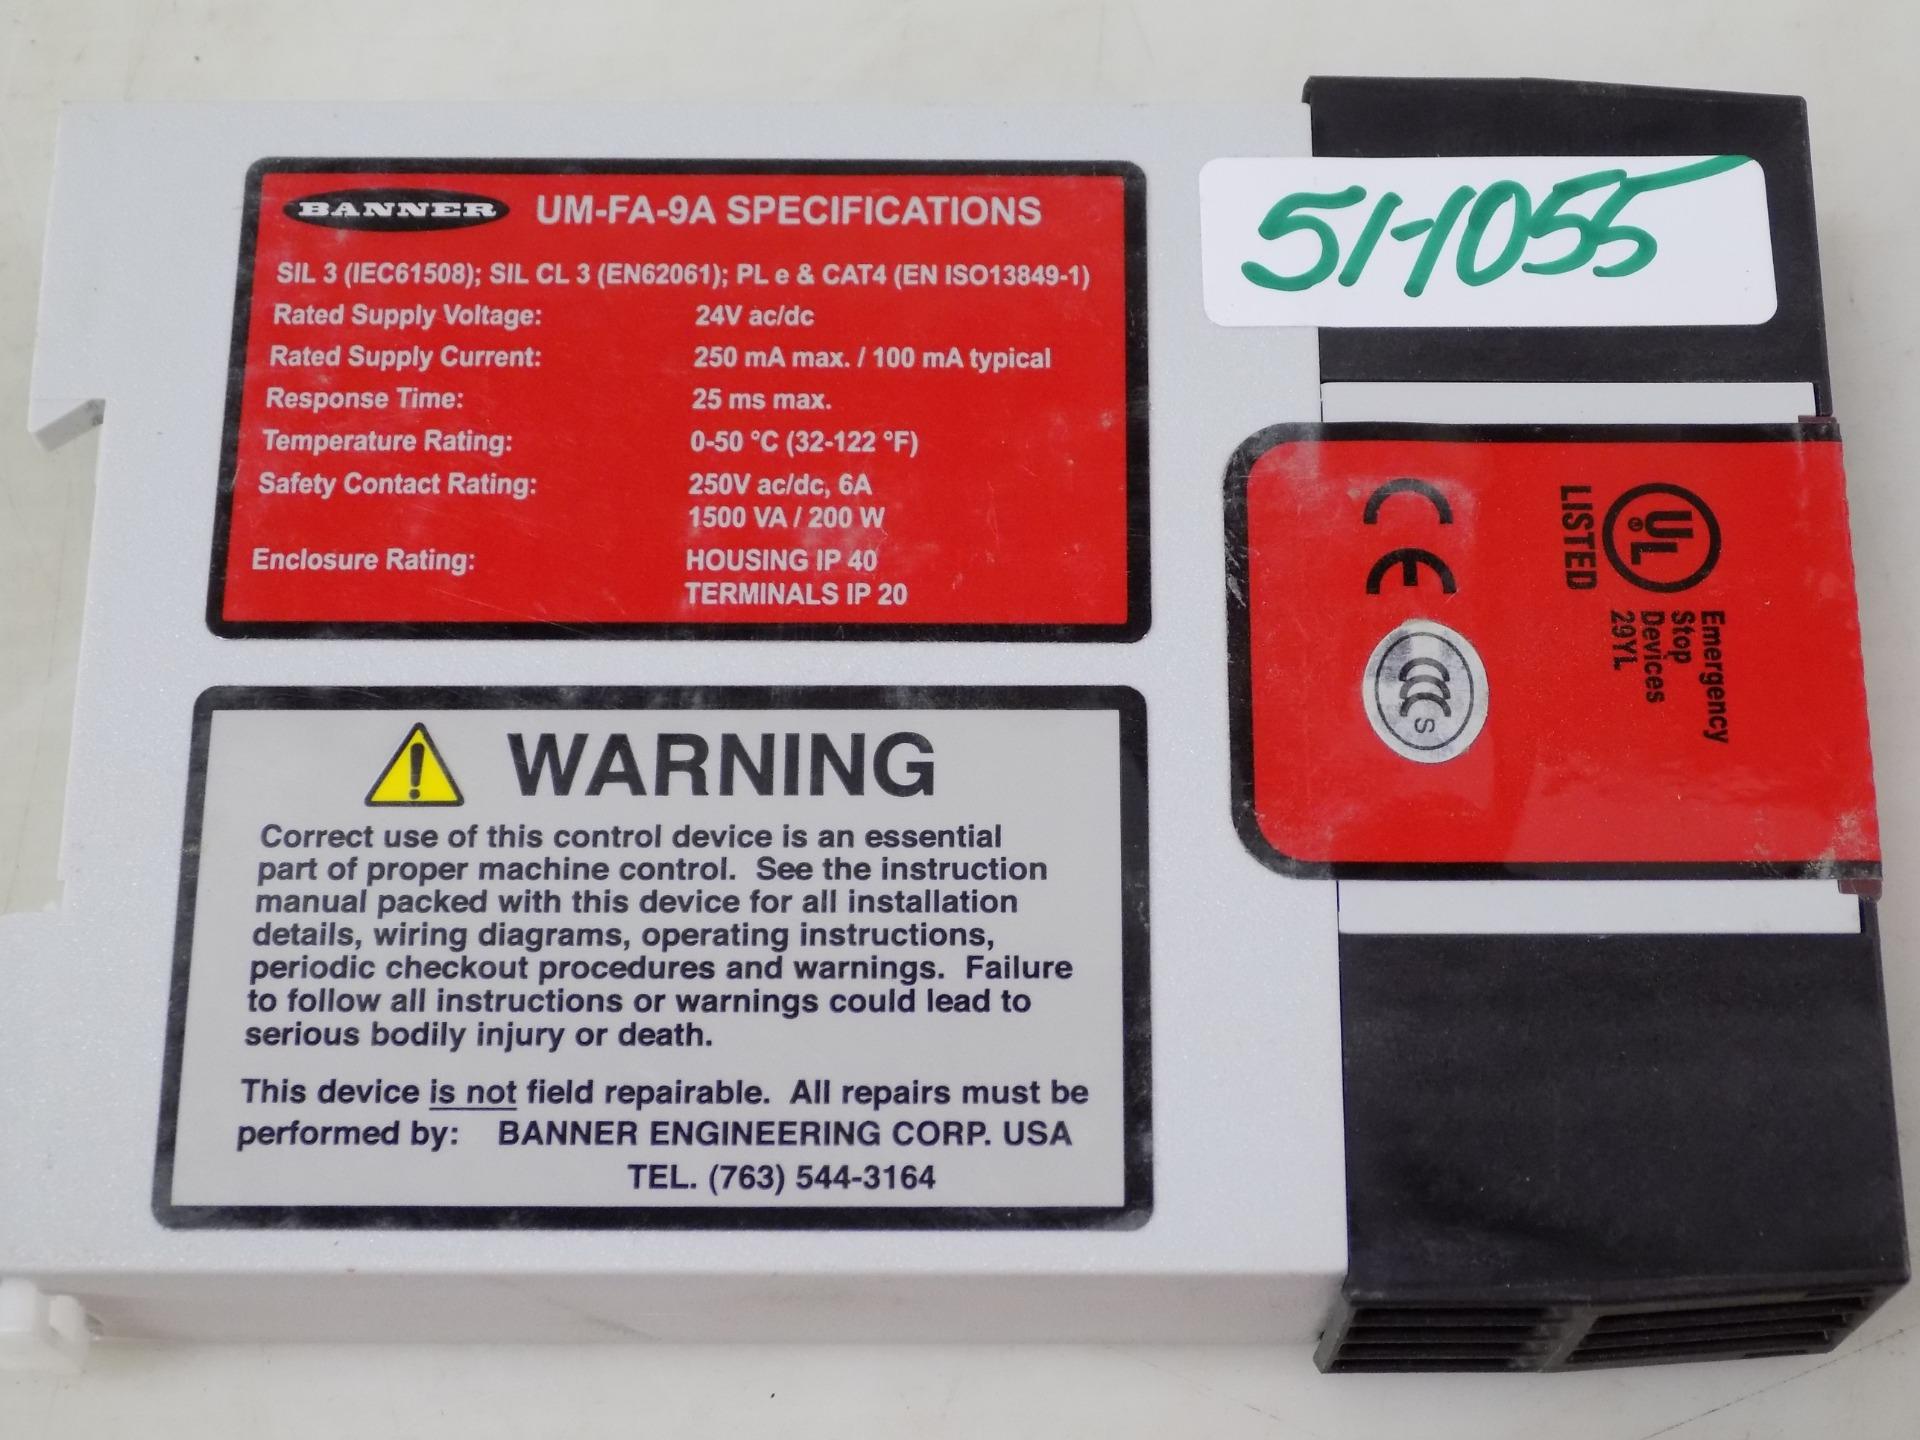 BANNER UM-FA-9A SPECIFICATIONS
SIL 3 (IEC61508); SIL CL 3 (EN62061); PL e & CAT4 (EN ISO13849-1)
Rated Supply Voltage: 24V ac/dc
Rated Supply Current: 250 mA max. / 100 mA typical
Response Time: 25 ms max.
Temperature Rating: 0-50 °C (32-122 °F)
Safety Contact Rating: 250V ac/dc, 6A
1500 VA / 200 W
Enclosure Rating: HOUSING IP 40
TERMINALS IP 20
WARNING
Correct use of this control device is an essential
part of proper machine control. See the instruction
manual packed with this device for all installation
details, wiring diagrams, operating instructions,
periodic checkout procedures and warnings. Failure
to follow all instructions or warnings could lead to
serious bodily injury or death.
This device is not field repairable. All repairs must be
performed by: BANNER ENGINEERING CORP. USA
TEL. (763) 544-3164
51-1055
CE
CCC S
UL ®
LISTED
Emergency
Stop
Devices
29YL